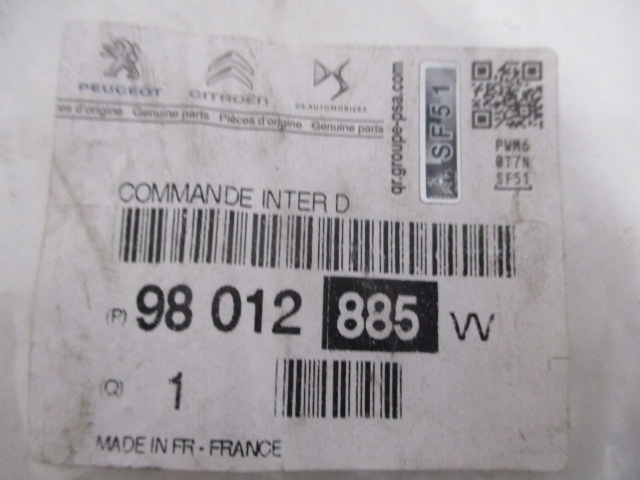 PEUGEOT CITROËN DS AUTOMOBILES
Pièces d'origine Genuine parts Pièces d'origine Genuine parts
qr.groupe-psa.com
SF51
PWM6
0T7N
SF51
COMMANDE INTER D
(P) 98 012 885 VV
(Q) 1
MADE IN FR - FRANCE